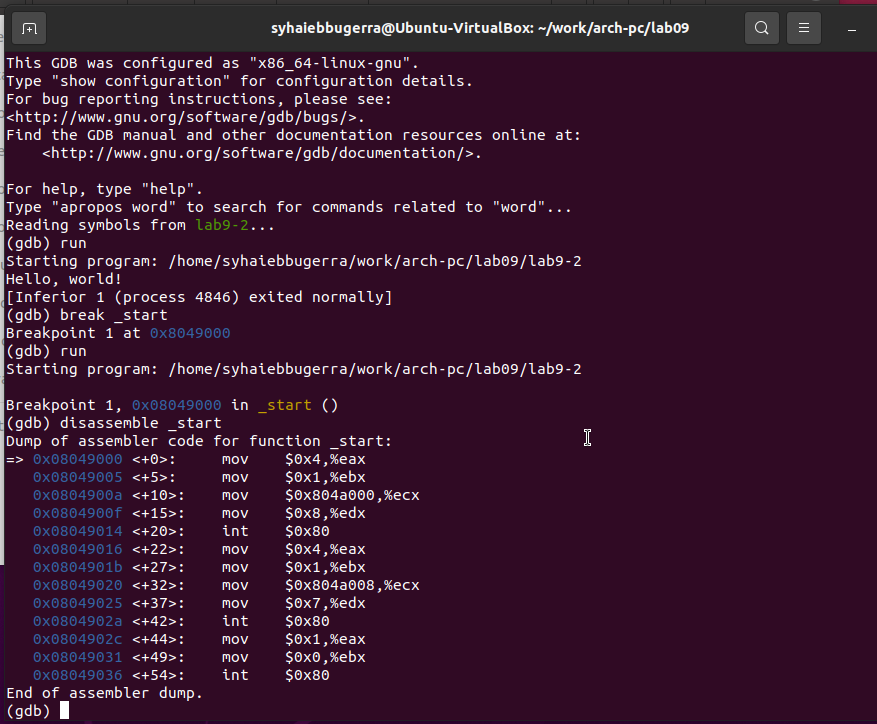 syhaiebbugerra@Ubuntu-VirtualBox: ~/work/arch-pc/lab09
This GDB was configured as "x86_64-linux-gnu".
Type "show configuration" for configuration details.
For bug reporting instructions, please see:
<http://www.gnu.org/software/gdb/bugs/>.
Find the GDB manual and other documentation resources online at:
    <http://www.gnu.org/software/gdb/documentation/>.
For help, type "help".
Type "apropos word" to search for commands related to "word"...
Reading symbols from lab9-2...
(gdb) run
Starting program: /home/syhaiebbugerra/work/arch-pc/lab09/lab9-2
Hello, world!
[Inferior 1 (process 4846) exited normally]
(gdb) break _start
Breakpoint 1 at 0x8049000
(gdb) run
Starting program: /home/syhaiebbugerra/work/arch-pc/lab09/lab9-2
Breakpoint 1, 0x08049000 in _start ()
(gdb) disassemble _start
Dump of assembler code for function _start:
=> 0x08049000 <+0>:     mov    $0x4,%eax
   0x08049005 <+5>:     mov    $0x1,%ebx
   0x0804900a <+10>:    mov    $0x804a000,%ecx
   0x0804900f <+15>:    mov    $0x8,%edx
   0x08049014 <+20>:    int    $0x80
   0x08049016 <+22>:    mov    $0x4,%eax
   0x0804901b <+27>:    mov    $0x1,%ebx
   0x08049020 <+32>:    mov    $0x804a008,%ecx
   0x08049025 <+37>:    mov    $0x7,%edx
   0x0804902a <+42>:    int    $0x80
   0x0804902c <+44>:    mov    $0x1,%eax
   0x08049031 <+49>:    mov    $0x0,%ebx
   0x08049036 <+54>:    int    $0x80
End of assembler dump.
(gdb)